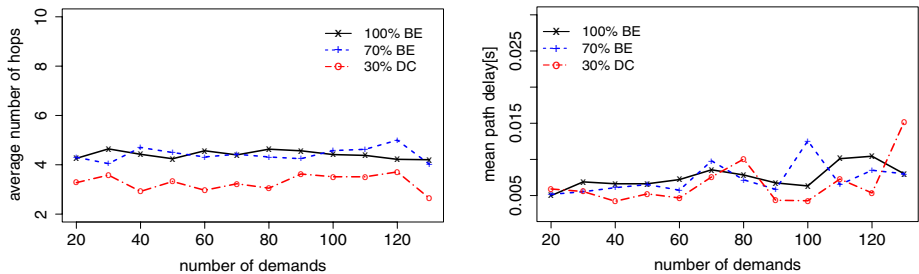 10
8
6
4
2
average number of hops
100% BE
70% BE
30% DC
20 40 60 80 100 120
number of demands
0.025
0.015
0.005
mean path delay[s]
100% BE
70% BE
30% DC
20 40 60 80 100 120
number of demands